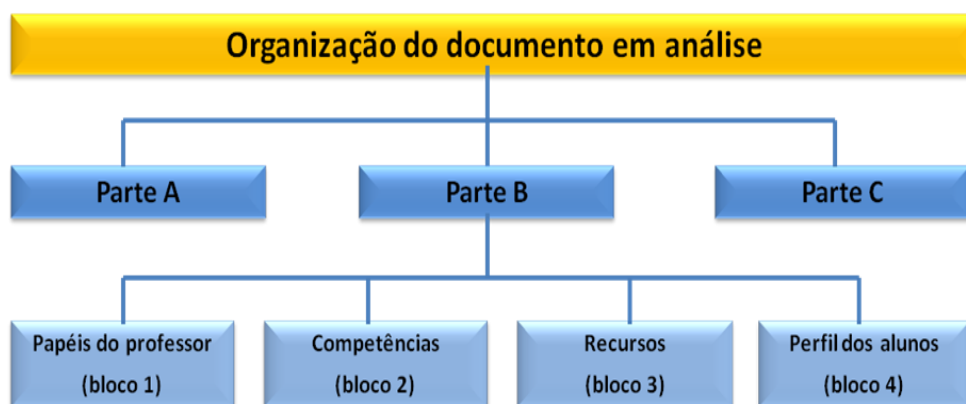 Organização do documento em análise
Parte A
Parte B
Parte C
Papéis do professor
(bloco 1)
Competências
(bloco 2)
Recursos
(bloco 3)
Perfil dos alunos
(bloco 4)